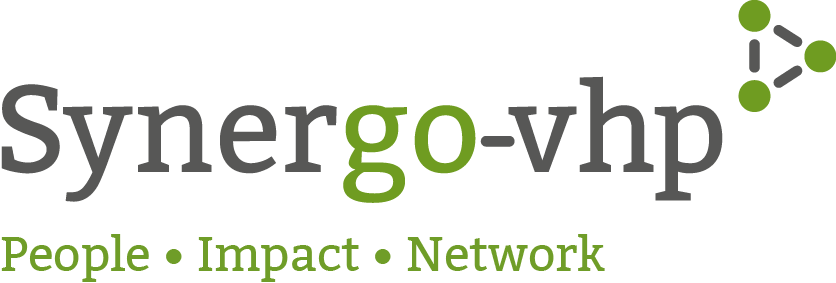 Synergo-vhp
People • Impact • Network